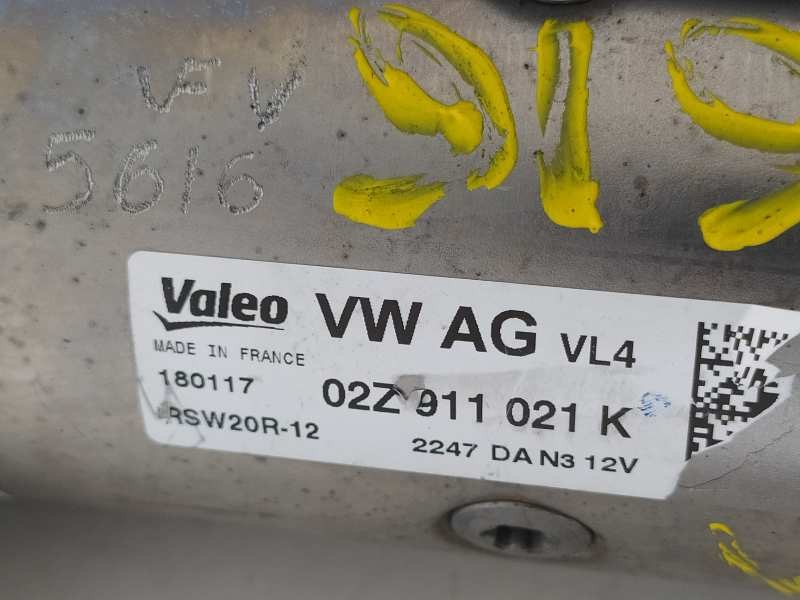 VFV
5616
Valeo VW AG VL4
MADE IN FRANCE
180117 02Z 911 021 K
RSW20R-12 2247 DA N3 12V